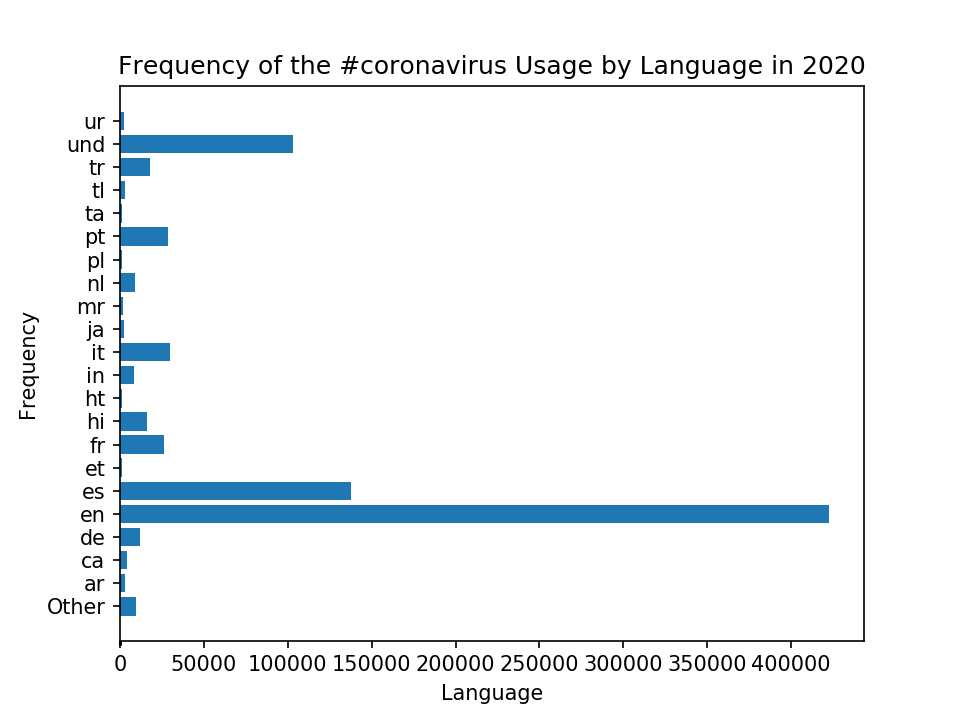 Frequency of the #coronavirus Usage by Language in 2020
ur
und
tr
tl
ta
pt
pl
nl
mr
ja
it
in
ht
hi
fr
et
es
en
de
ca
ar
Other
Frequency
0 50000 100000 150000 200000 250000 300000 350000 400000
Language